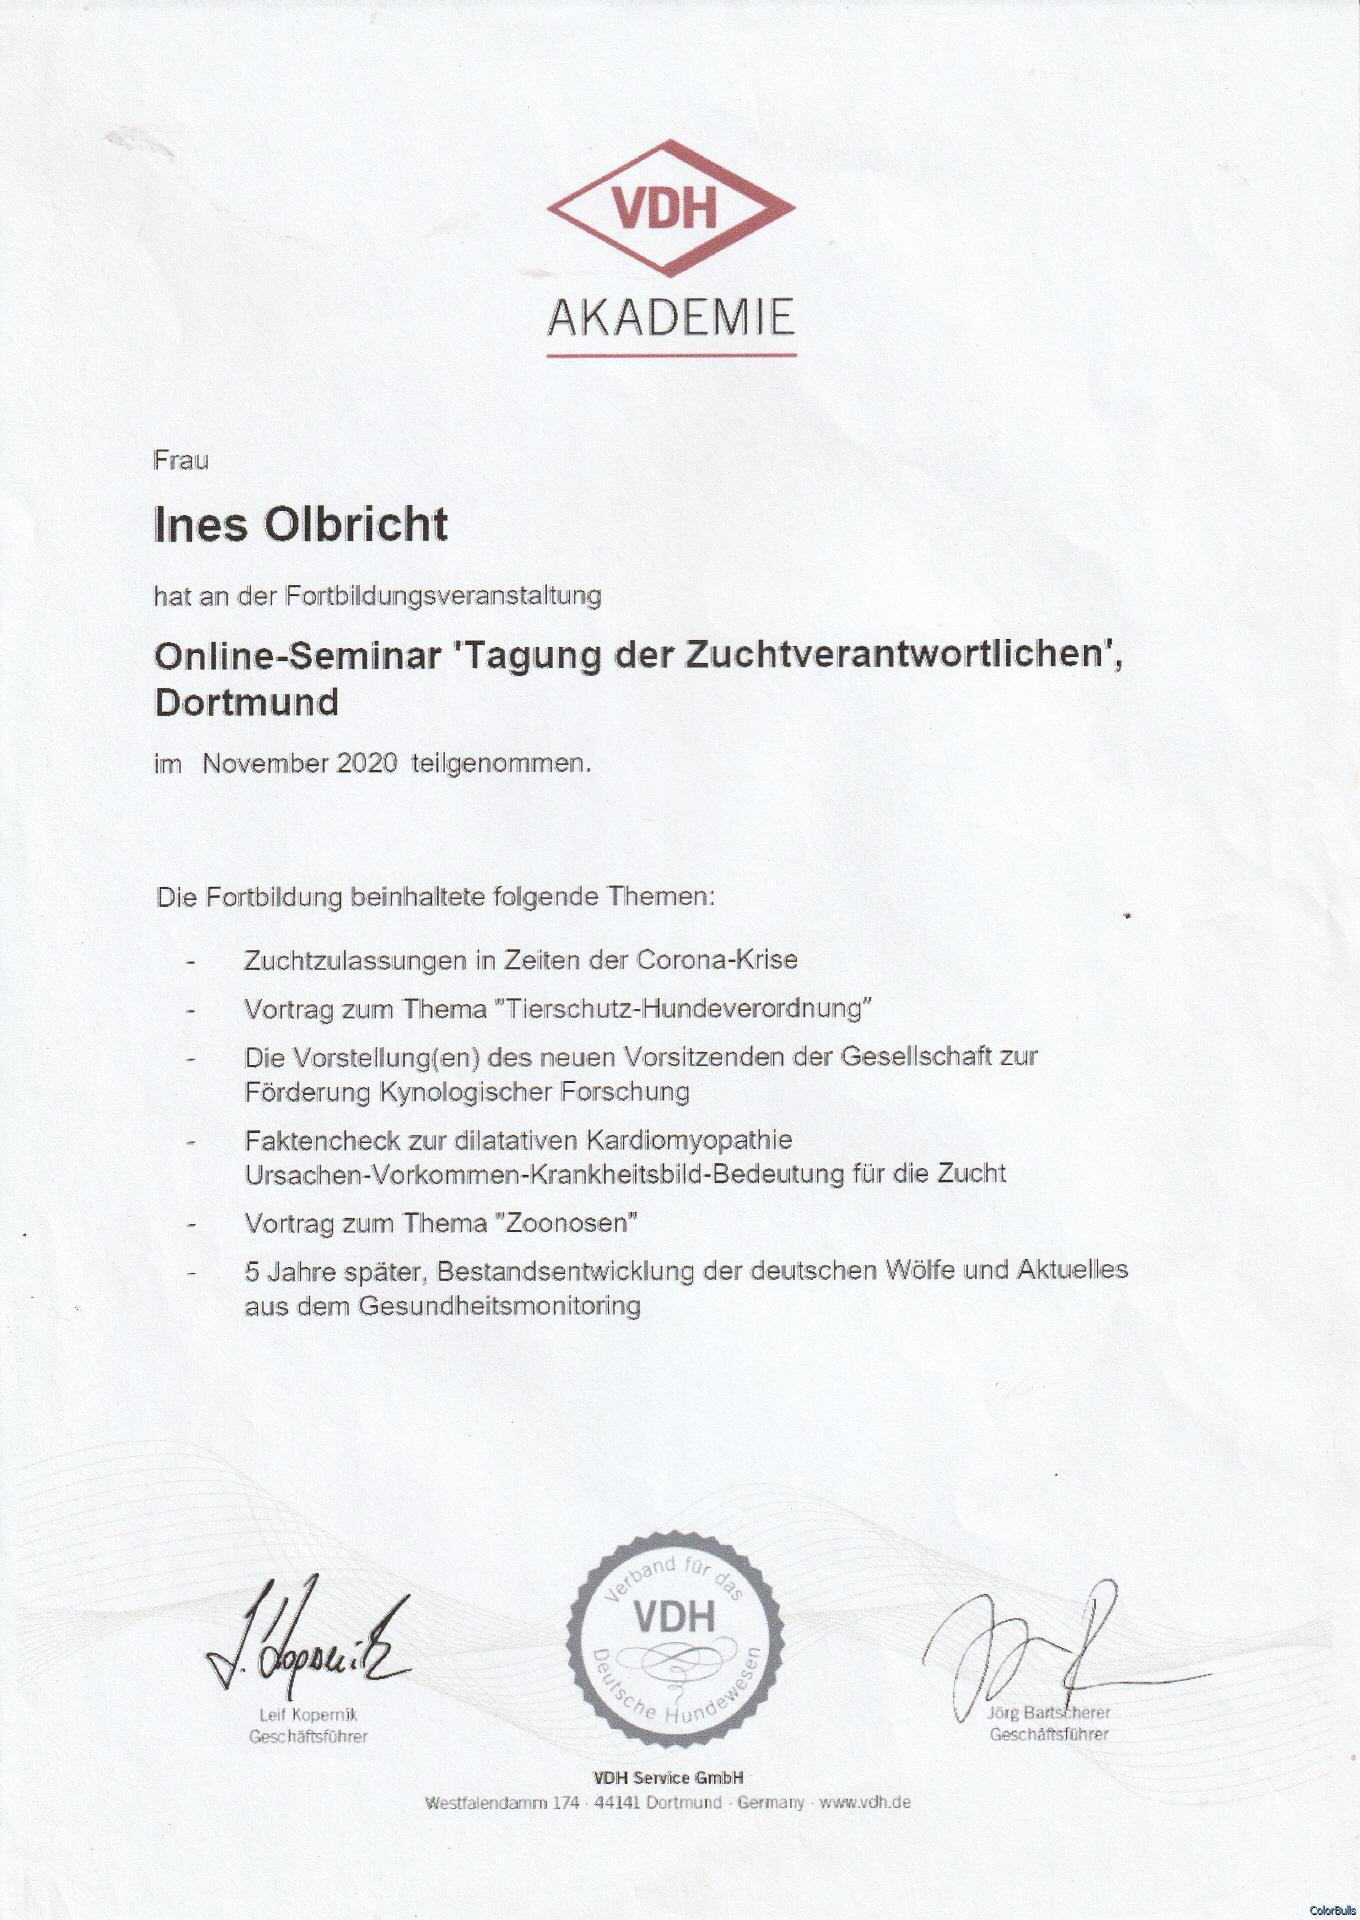 VDH
AKADEMIE
Frau
Ines Olbricht
hat an der Fortbildungsveranstaltung
Online-Seminar 'Tagung der Zuchtverantwortlichen',
Dortmund
im November 2020 teilgenommen.
Die Fortbildung beinhaltete folgende Themen:
- Zuchtzulassungen in Zeiten der Corona-Krise
- Vortrag zum Thema "Tierschutz-Hundeverordnung"
- Die Vorstellung(en) des neuen Vorsitzenden der Gesellschaft zur
Förderung Kynologischer Forschung
- Faktencheck zur dilatativen Kardiomyopathie
Ursachen-Vorkommen-Krankheitsbild-Bedeutung für die Zucht
- Vortrag zum Thema "Zoonosen"
- 5 Jahre später, Bestandsentwicklung der deutschen Wölfe und Aktuelles
aus dem Gesundheitsmonitoring
L. Kopernik
Leif Kopernik
Geschäftsführer
Verband für das
VDH
Deutsche Hundewesen
Jörg Bartscherer
Geschäftsführer
VDH Service GmbH
Westfalendamm 174 · 44141 Dortmund · Germany · www.vdh.de
ColorBulls